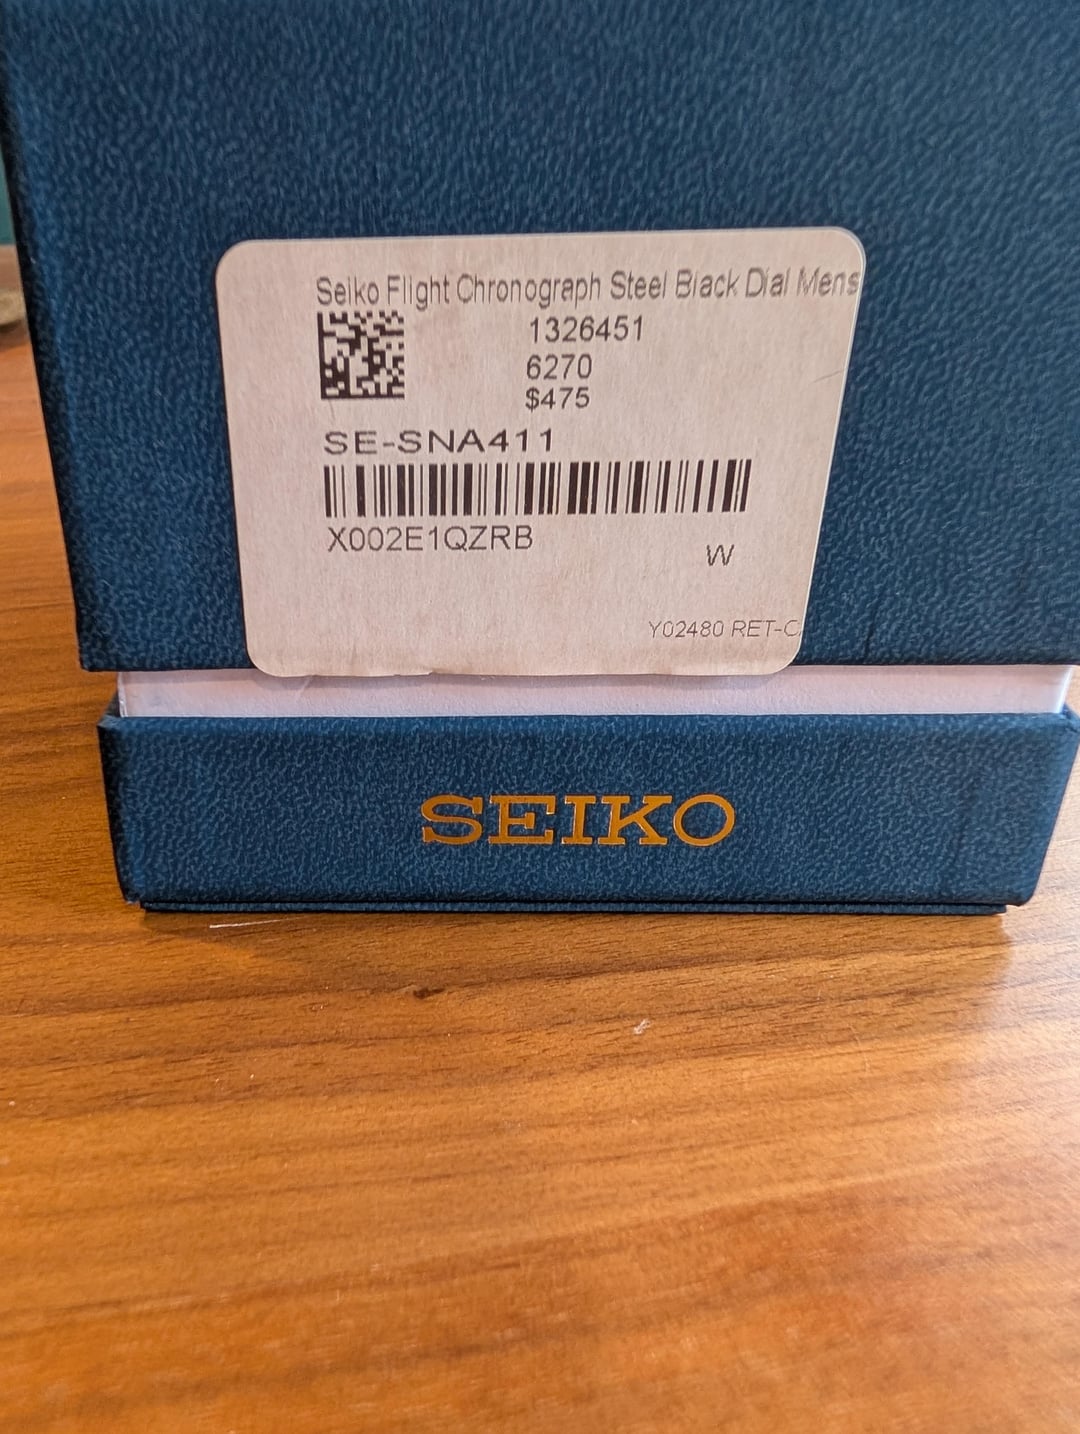 Seiko Flight Chronograph Steel Black Dial Mens
1326451
6270
$475
SE-SNA411
X002E1QZRB
W
Y02480 RET-C
SEIKO